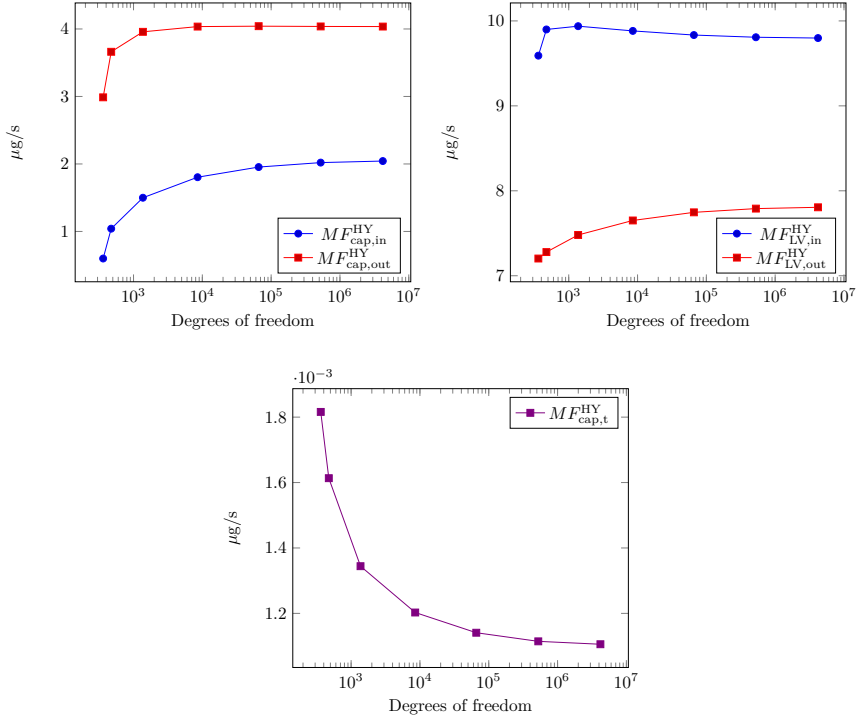 4
3
2
1
μg/s
10^3
10^4
10^5
10^6
10^7
Degrees of freedom
MF^HY_cap,in
MF^HY_cap,out
10
9
8
7
μg/s
10^3
10^4
10^5
10^6
10^7
Degrees of freedom
MF^HY_LV,in
MF^HY_LV,out
·10^−3
1.8
1.6
1.4
1.2
μg/s
10^3
10^4
10^5
10^6
10^7
Degrees of freedom
MF^HY_cap,t